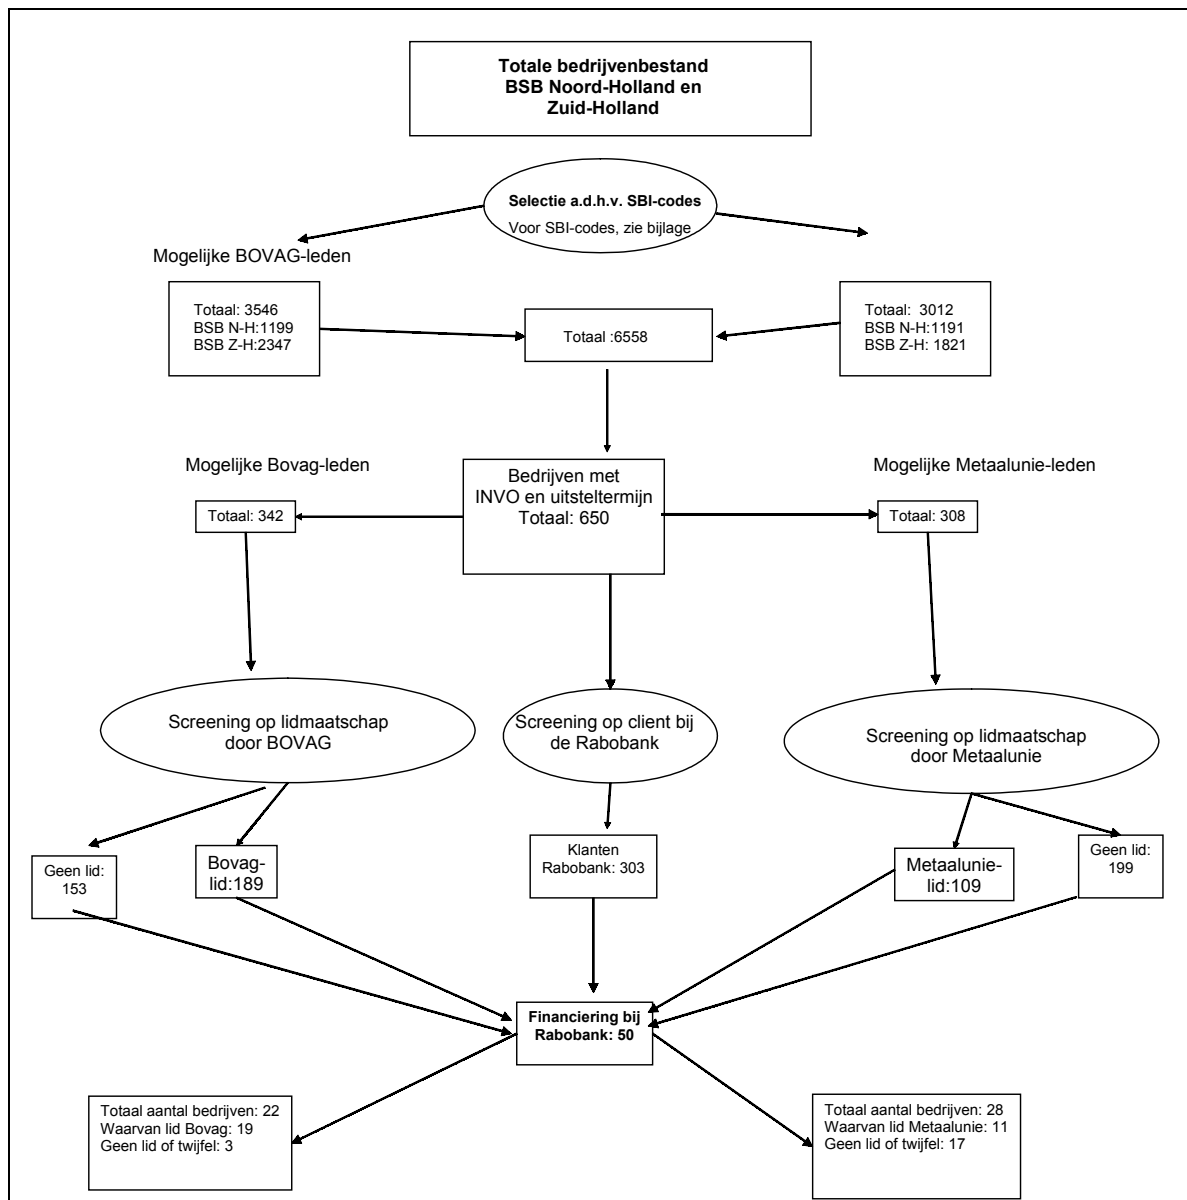 Totale bedrijvenbestand
BSB Noord-Holland en
Zuid-Holland
Selectie a.d.h.v. SBI-codes
Voor SBI-codes, zie bijlage
Mogelijke BOVAG-leden
Totaal: 3546
BSB N-H:1199
BSB Z-H:2347
Totaal :6558
Totaal: 3012
BSB N-H:1191
BSB Z-H: 1821
Mogelijke Bovag-leden
Bedrijven met
INVO en uitsteltermijn
Totaal: 650
Mogelijke Metaalunie-leden
Totaal: 342
Totaal: 308
Screening op lidmaatschap
door BOVAG
Screening op client bij
de Rabobank
Screening op lidmaatschap
door Metaalunie
Geen lid:
153
Bovag-
lid:189
Klanten
Rabobank: 303
Metaalunie-
lid:109
Geen lid:
199
Financiering bij
Rabobank: 50
Totaal aantal bedrijven: 22
Waarvan lid Bovag: 19
Geen lid of twijfel: 3
Totaal aantal bedrijven: 28
Waarvan lid Metaalunie: 11
Geen lid of twijfel: 17